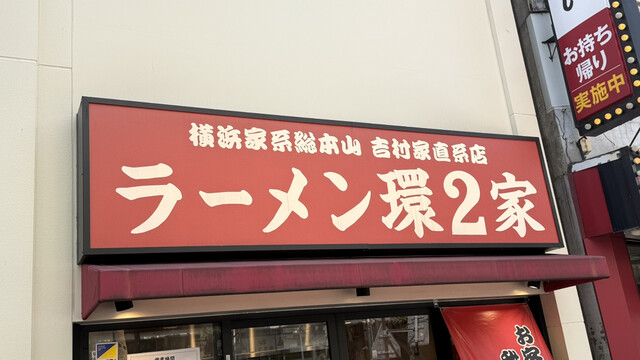 横浜家系総本山 吉村家直系店
ラーメン環2家
お持ち
帰り
実施中